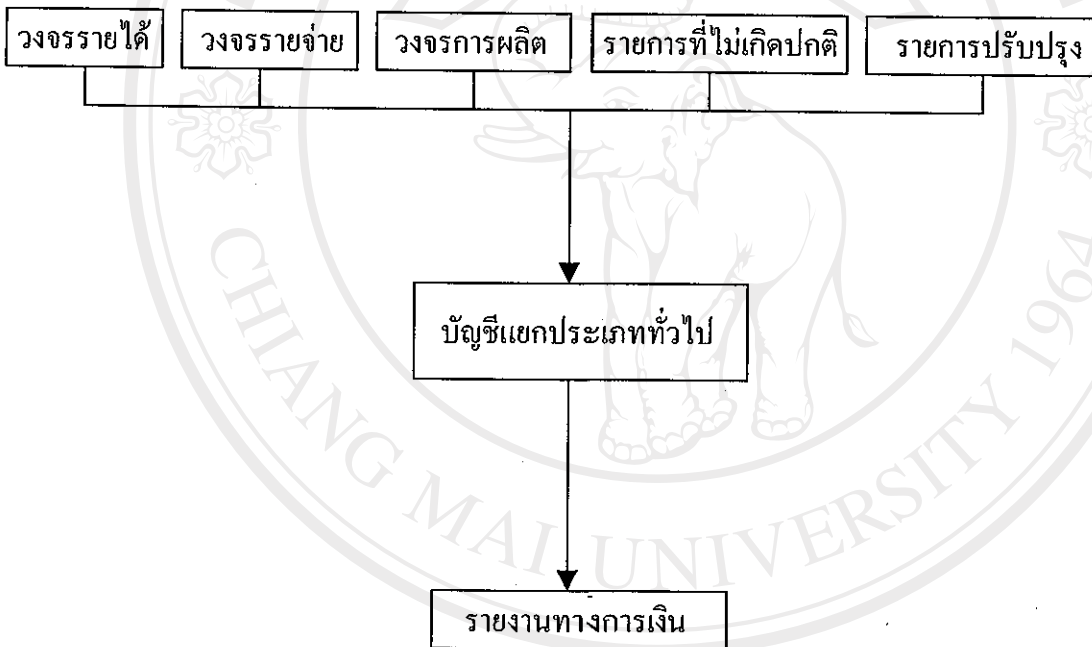 วงจรรายได้
วงจรรายจ่าย
วงจรการผลิต
รายการที่ไม่เกิดปกติ
รายการปรับปรุง
บัญชีแยกประเภททั่วไป
รายงานทางการเงิน
CHIANG MAI UNIVERSITY 1964